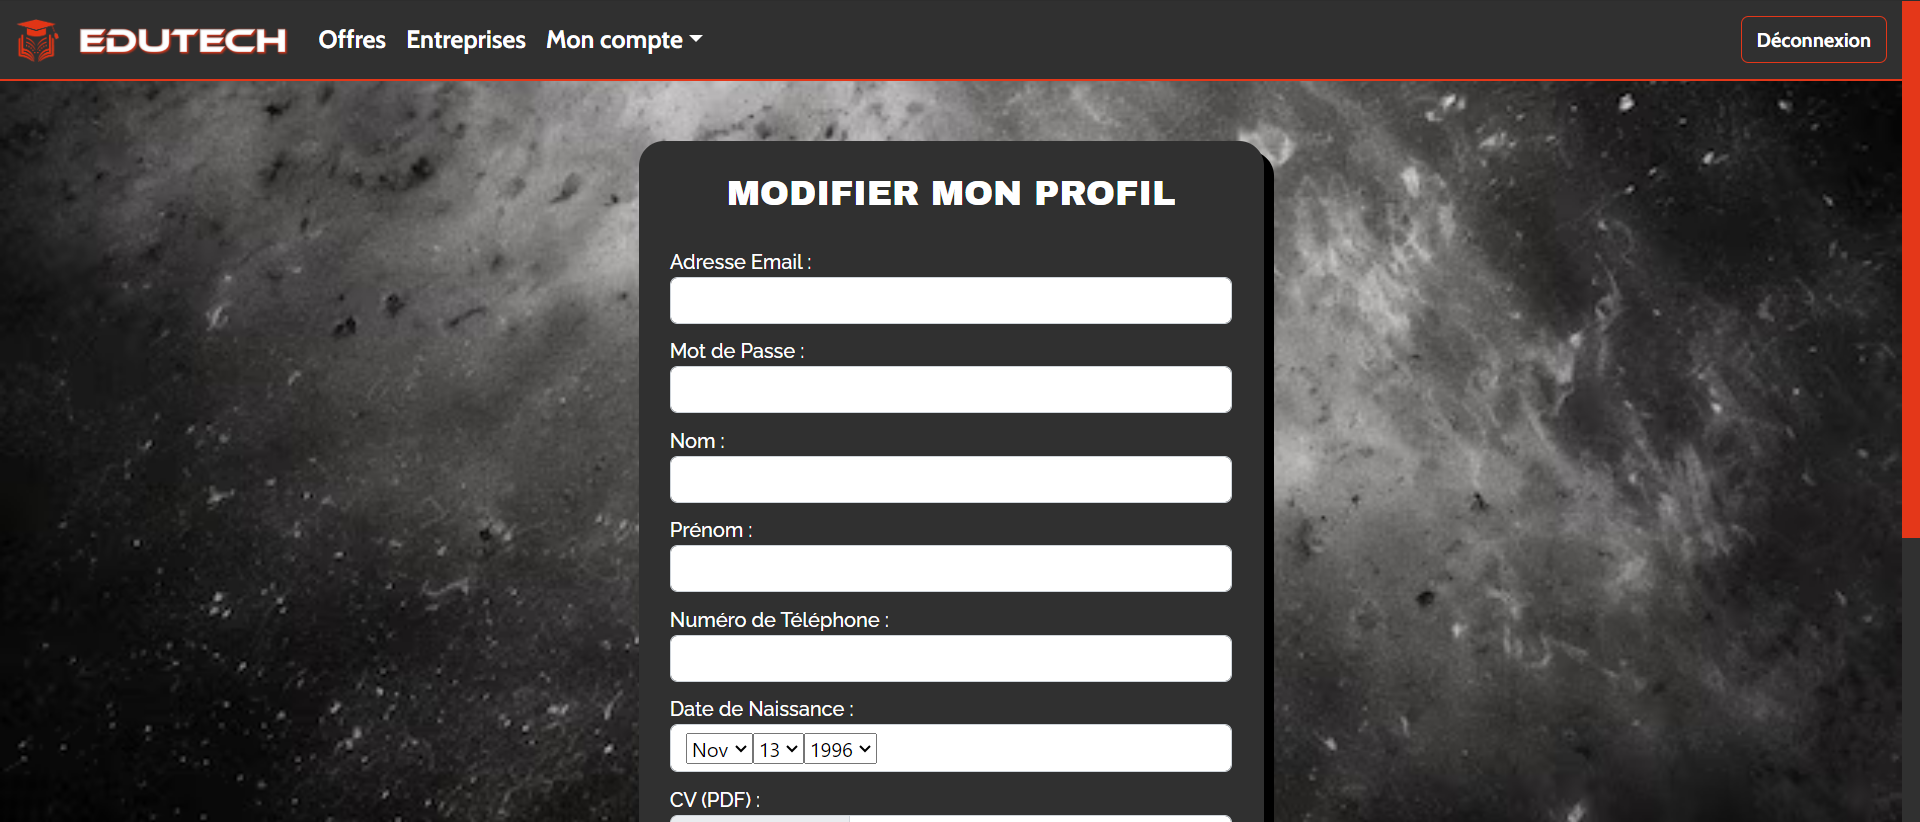 EDUTECH Offres Entreprises Mon compte Déconnexion
MODIFIER MON PROFIL
Adresse Email :
Mot de Passe :
Nom :
Prénom :
Numéro de Téléphone :
Date de Naissance :
Nov 13 1996
CV (PDF) :